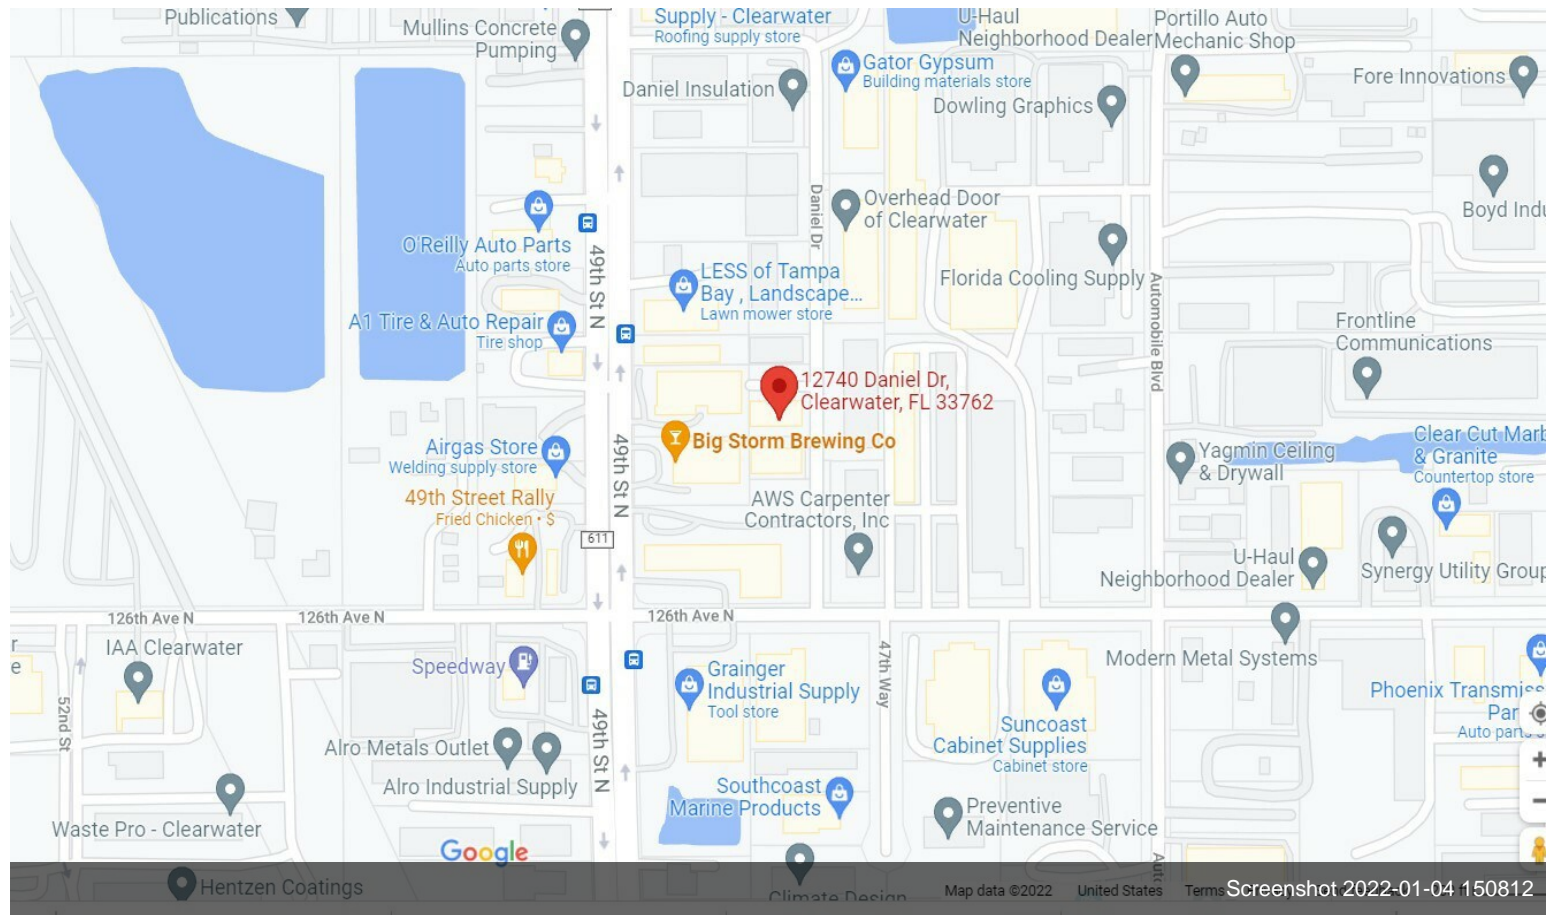 Publications
Mullins Concrete
Pumping
Supply - Clearwater
Roofing supply store
U-Haul
Neighborhood Dealer
Portillo Auto
Mechanic Shop
Gator Gypsum
Building materials store
Fore Innovations
Daniel Insulation
Dowling Graphics
Daniel Dr
Overhead Door
of Clearwater
Boyd Indu
O'Reilly Auto Parts
Auto parts store
49th St N
LESS of Tampa
Bay , Landscape...
Lawn mower store
Florida Cooling Supply
Automobile Blvd
A1 Tire & Auto Repair
Tire shop
Frontline
Communications
12740 Daniel Dr,
Clearwater, FL 33762
Big Storm Brewing Co
Airgas Store
Welding supply store
49th St N
Yagmin Ceiling
& Drywall
Clear Cut Marb
& Granite
Countertop store
49th Street Rally
Fried Chicken • $
AWS Carpenter
Contractors, Inc
611
U-Haul
Neighborhood Dealer
Synergy Utility Group
126th Ave N
126th Ave N
126th Ave N
IAA Clearwater
Speedway
52nd St
49th St N
Grainger
Industrial Supply
Tool store
47th Way
Modern Metal Systems
Suncoast
Cabinet Supplies
Cabinet store
Phoenix Transmiss
Par
Auto parts s
Alro Metals Outlet
Alro Industrial Supply
Southcoast
Marine Products
Preventive
Maintenance Service
Waste Pro - Clearwater
Google
Hentzen Coatings
Climate Design
Auto
Map data ©2022
United States
Terms
Screenshot 2022-01-04 150812